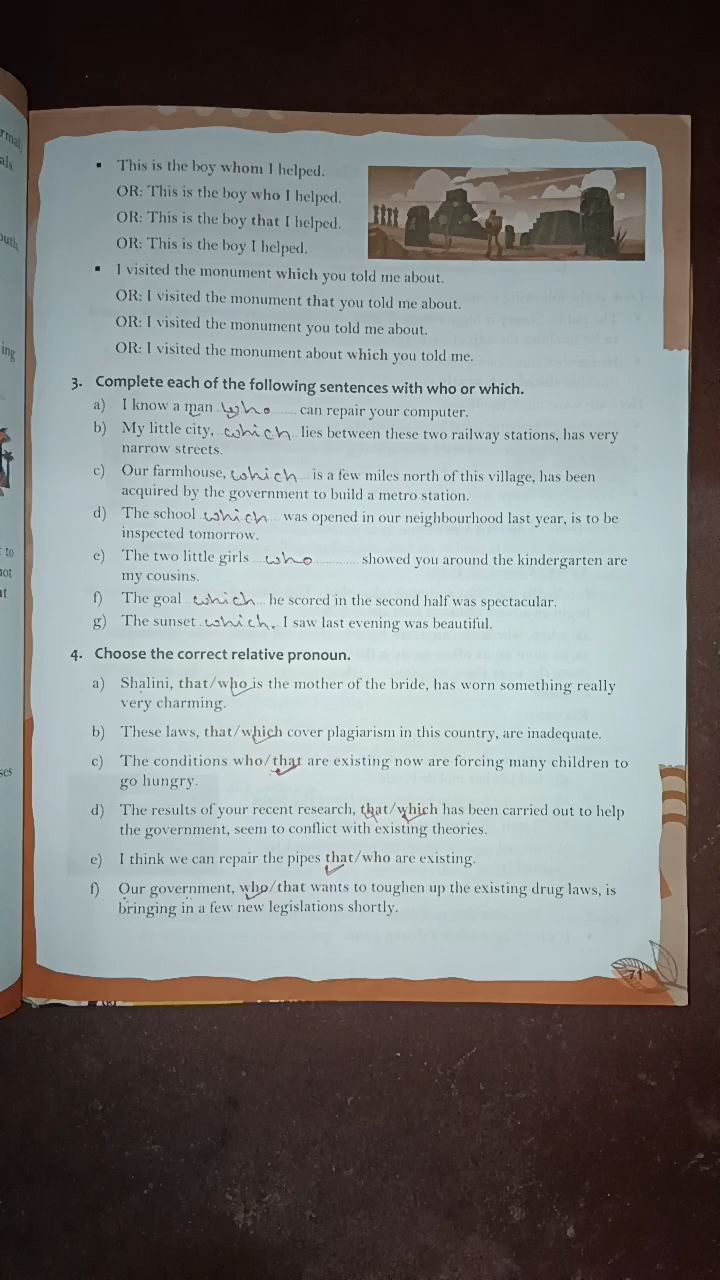 ▪ This is the boy whom I helped.
OR: This is the boy who I helped.
OR: This is the boy that I helped.
OR: This is the boy I helped.
▪ I visited the monument which you told me about.
OR: I visited the monument that you told me about.
OR: I visited the monument you told me about.
OR: I visited the monument about which you told me.
3. Complete each of the following sentences with who or which.
a) I know a man who can repair your computer.
b) My little city, which lies between these two railway stations, has very
narrow streets.
c) Our farmhouse, which is a few miles north of this village, has been
acquired by the government to build a metro station.
d) The school which was opened in our neighbourhood last year, is to be
inspected tomorrow.
e) The two little girls who showed you around the kindergarten are
my cousins.
f) The goal which he scored in the second half was spectacular.
g) The sunset which. I saw last evening was beautiful.
4. Choose the correct relative pronoun.
a) Shalini, that/who is the mother of the bride, has worn something really
very charming.
b) These laws, that/which cover plagiarism in this country, are inadequate.
c) The conditions who/that are existing now are forcing many children to
go hungry.
d) The results of your recent research, that/which has been carried out to help
the government, seem to conflict with existing theories.
e) I think we can repair the pipes that/who are existing.
f) Our government, who/that wants to toughen up the existing drug laws, is
bringing in a few new legislations shortly.
71